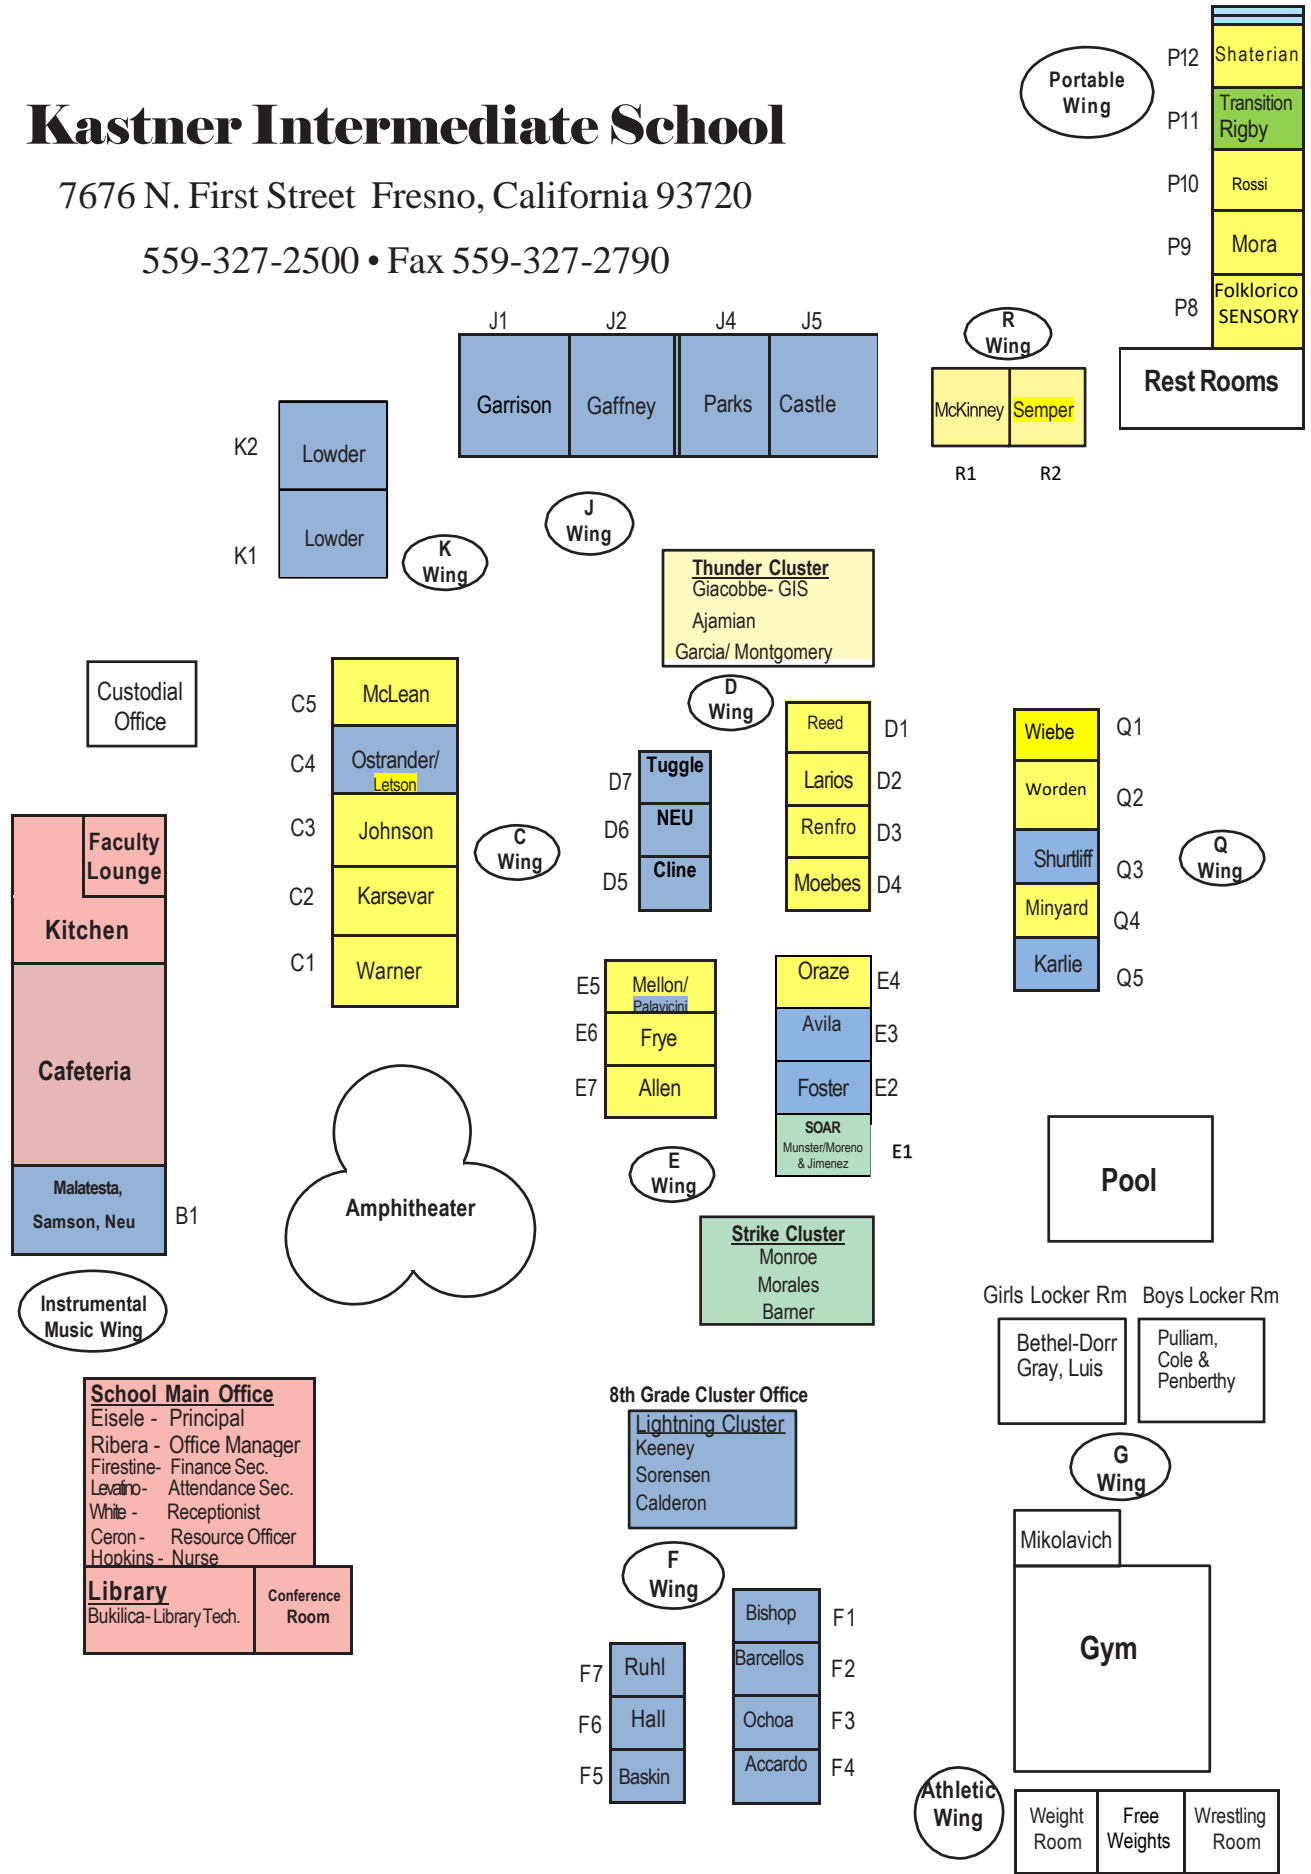 Kastner Intermediate School
7676 N. First Street Fresno, California 93720
559-327-2500 • Fax 559-327-2790
Portable
Wing
P12
Shaterian
P11
Transition
Rigby
P10
Rossi
P9
Mora
P8
Folklorico
SENSORY
Rest Rooms
J1
J2
J4
J5
Garrison
Gaffney
Parks
Castle
J
Wing
R
Wing
McKinney
Semper
R1
R2
K2
Lowder
K1
Lowder
K
Wing
Thunder Cluster
Giacobbe- GIS
Ajamian
Garcia/ Montgomery
Custodial
Office
C5
McLean
C4
Ostrander/
Letson
C3
Johnson
C2
Karsevar
C1
Warner
C
Wing
D
Wing
D7
Tuggle
D6
NEU
D5
Cline
Reed
D1
Larios
D2
Renfro
D3
Moebes
D4
Wiebe
Q1
Worden
Q2
Shurtliff
Q3
Minyard
Q4
Karlie
Q5
Q
Wing
Faculty
Lounge
Kitchen
Cafeteria
Malatesta,
Samson, Neu
B1
Instrumental
Music Wing
Amphitheater
E5
Mellon/
Palavicini
E6
Frye
E7
Allen
Oraze
E4
Avila
E3
Foster
E2
SOAR
Munster/Moreno
& Jimenez
E1
E
Wing
Strike Cluster
Monroe
Morales
Barner
Pool
Girls Locker Rm
Boys Locker Rm
Bethel-Dorr
Gray, Luis
Pulliam,
Cole &
Penberthy
G
Wing
School Main Office
Eisele - Principal
Ribera - Office Manager
Firestine- Finance Sec.
Levatino- Attendance Sec.
White - Receptionist
Ceron - Resource Officer
Hopkins - Nurse
Library
Bukilica- Library Tech.
Conference
Room
8th Grade Cluster Office
Lightning Cluster
Keeney
Sorensen
Calderon
F
Wing
Bishop
F1
Barcellos
F2
Ochoa
F3
Accardo
F4
F7
Ruhl
F6
Hall
F5
Baskin
Mikolavich
Gym
Athletic
Wing
Weight
Room
Free
Weights
Wrestling
Room